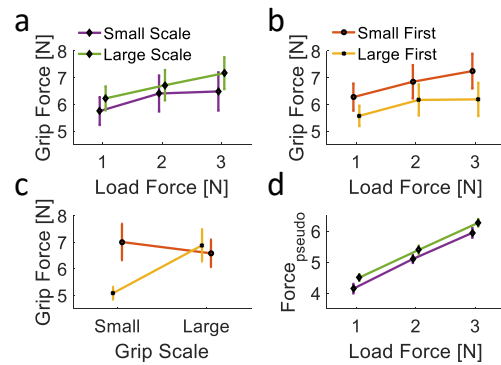 a
Small Scale
Large Scale
Grip Force [N]
8
7
6
5
1 2 3
Load Force [N]
b
Small First
Large First
Grip Force [N]
8
7
6
5
1 2 3
Load Force [N]
c
Grip Force [N]
8
7
6
5
Small Large
Grip Scale
d
Force pseudo
6
5
4
1 2 3
Load Force [N]